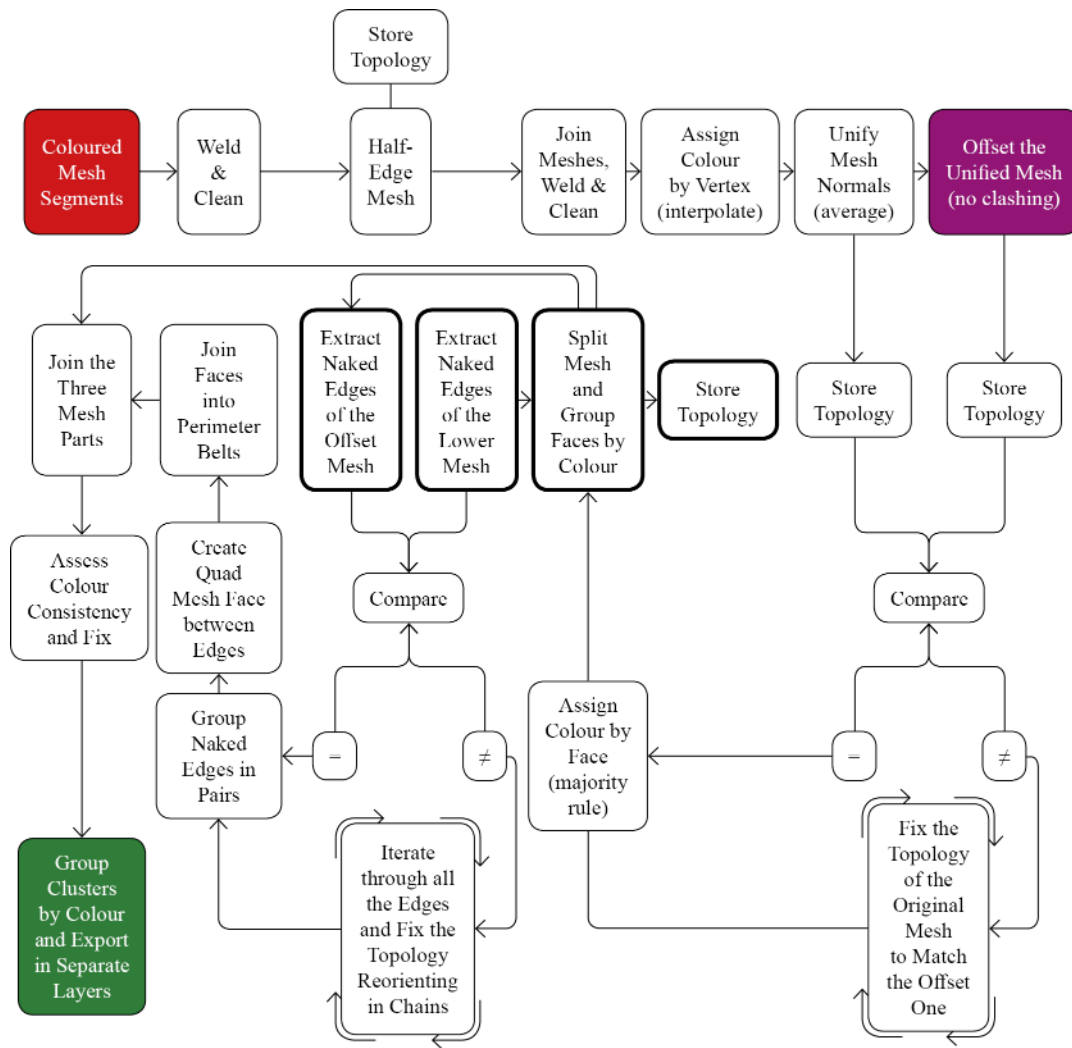 Store
Topology
Coloured
Mesh
Segments
Weld
&
Clean
Half-
Edge
Mesh
Join
Meshes,
Weld &
Clean
Assign
Colour
by Vertex
(interpolate)
Unify
Mesh
Normals
(average)
Offset the
Unified Mesh
(no clashing)
Join the
Three
Mesh
Parts
Join
Faces
into
Perimeter
Belts
Extract
Naked
Edges
of the
Offset
Mesh
Extract
Naked
Edges
of the
Lower
Mesh
Split
Mesh
and
Group
Faces by
Colour
Store
Topology
Store
Topology
Store
Topology
Assess
Colour
Consistency
and Fix
Create
Quad
Mesh Face
between
Edges
Compare
Compare
Group
Naked
Edges in
Pairs
=
≠
Assign
Colour by
Face
(majority
rule)
=
≠
Group
Clusters
by Colour
and Export
in Separate
Layers
Iterate
through all
the Edges
and Fix the
Topology
Reorienting
in Chains
Fix the
Topology
of the
Original
Mesh
to Match
the Offset
One